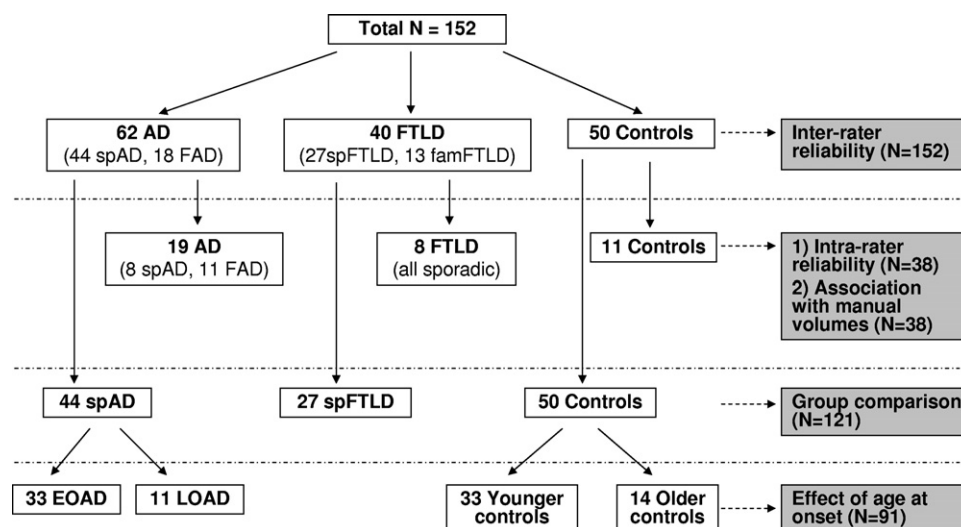 Total N = 152
62 AD
(44 spAD, 18 FAD)
40 FTLD
(27spFTLD, 13 famFTLD)
50 Controls
Inter-rater
reliability (N=152)
19 AD
(8 spAD, 11 FAD)
8 FTLD
(all sporadic)
11 Controls
1) Intra-rater
reliability (N=38)
2) Association
with manual
volumes (N=38)
44 spAD
27 spFTLD
50 Controls
Group comparison
(N=121)
33 EOAD
11 LOAD
33 Younger
controls
14 Older
controls
Effect of age at
onset (N=91)